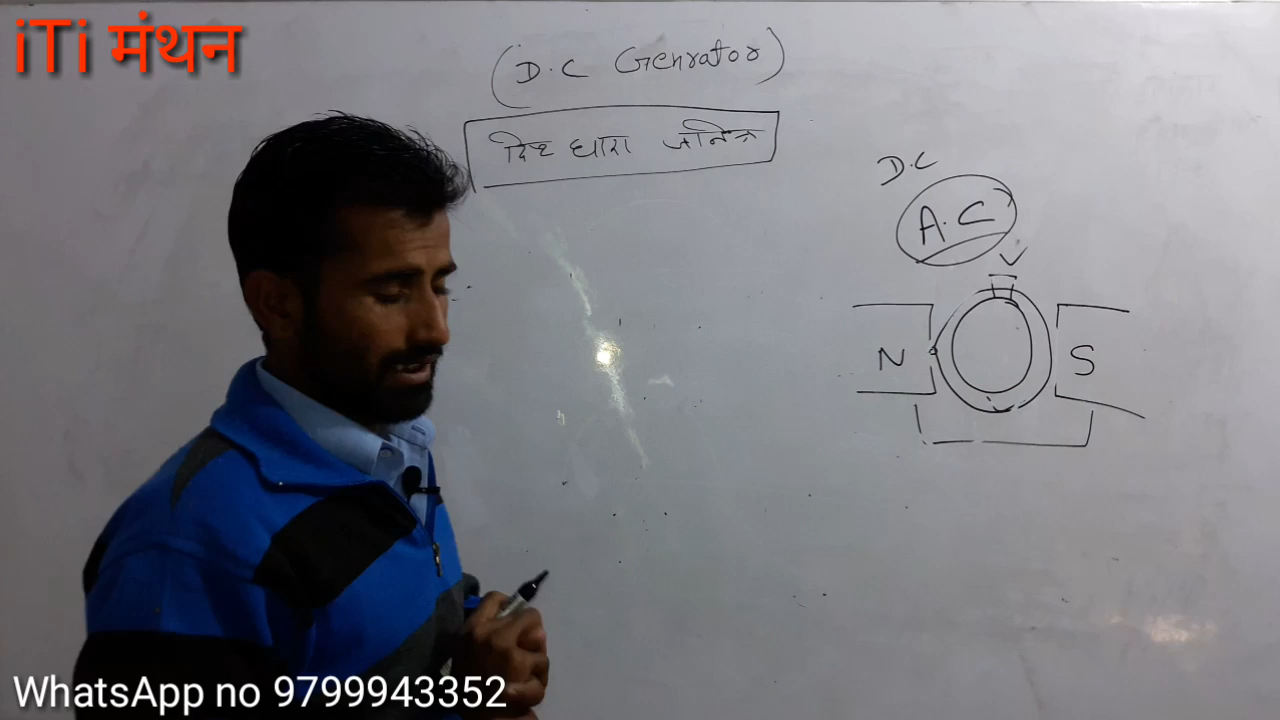 iTi मंथन
(D.C Genrator)
दिष्ट धारा जनित्र
D.C
A.C
N
S
WhatsApp no 9799943352